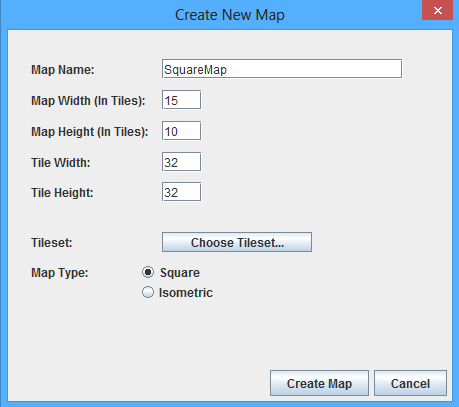 Create New Map
Map Name: SquareMap
Map Width (In Tiles): 15
Map Height (In Tiles): 10
Tile Width: 32
Tile Height: 32
Tileset: Choose Tileset...
Map Type: Square
Isometric
Create Map Cancel